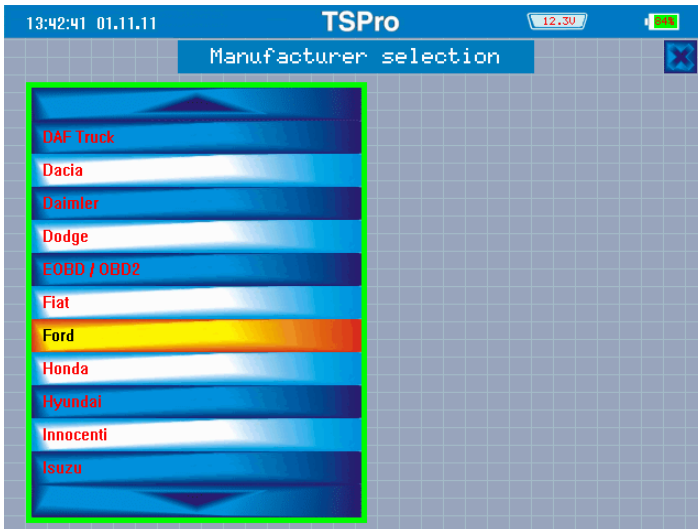 13:42:41 01.11.11 TSPro 12.3V 84%
Manufacturer selection
DAF Truck
Dacia
Daimler
Dodge
EOBD / OBD2
Fiat
Ford
Honda
Hyundai
Innocenti
Isuzu